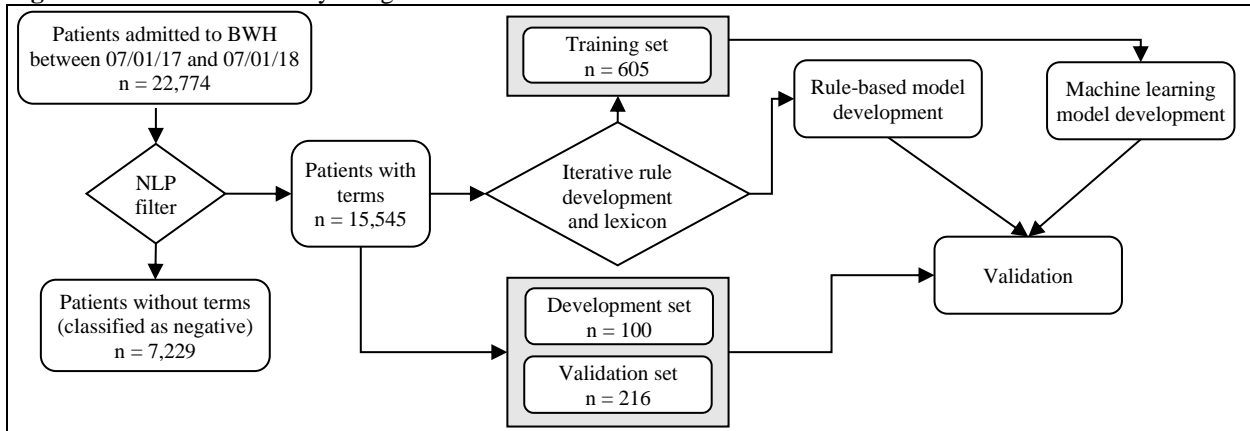 Patients admitted to BWH
between 07/01/17 and 07/01/18
n = 22,774
NLP
filter
Patients without terms
(classified as negative)
n = 7,229
Patients with
terms
n = 15,545
Iterative rule
development
and lexicon
Training set
n = 605
Development set
n = 100
Validation set
n = 216
Rule-based model
development
Machine learning
model development
Validation